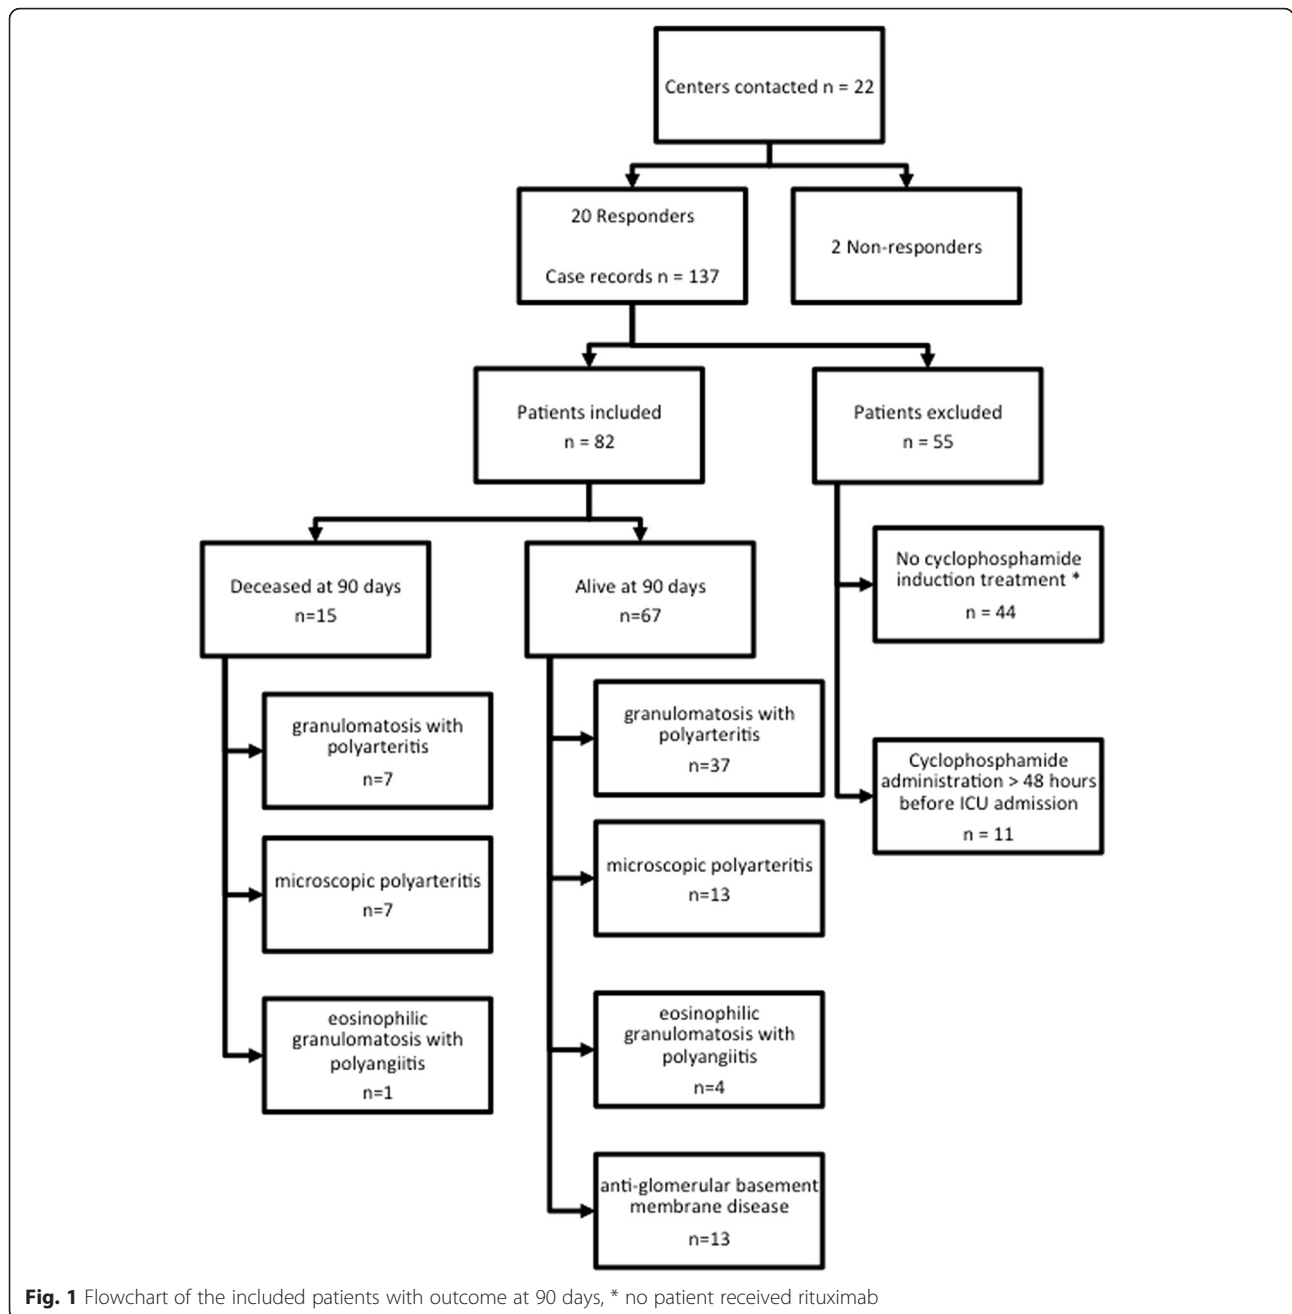 Centers contacted n = 22
20 Responders
Case records n = 137
2 Non-responders
Patients included
n = 82
Patients excluded
n = 55
Deceased at 90 days
n=15
Alive at 90 days
n=67
No cyclophosphamide
induction treatment *
n = 44
Cyclophosphamide
administration > 48 hours
before ICU admission
n = 11
granulomatosis with
polyarteritis
n=7
microscopic polyarteritis
n=7
eosinophilic
granulomatosis with
polyangiitis
n=1
granulomatosis with
polyarteritis
n=37
microscopic polyarteritis
n=13
eosinophilic
granulomatosis with
polyangiitis
n=4
anti-glomerular basement
membrane disease
n=13
Fig. 1 Flowchart of the included patients with outcome at 90 days, * no patient received rituximab